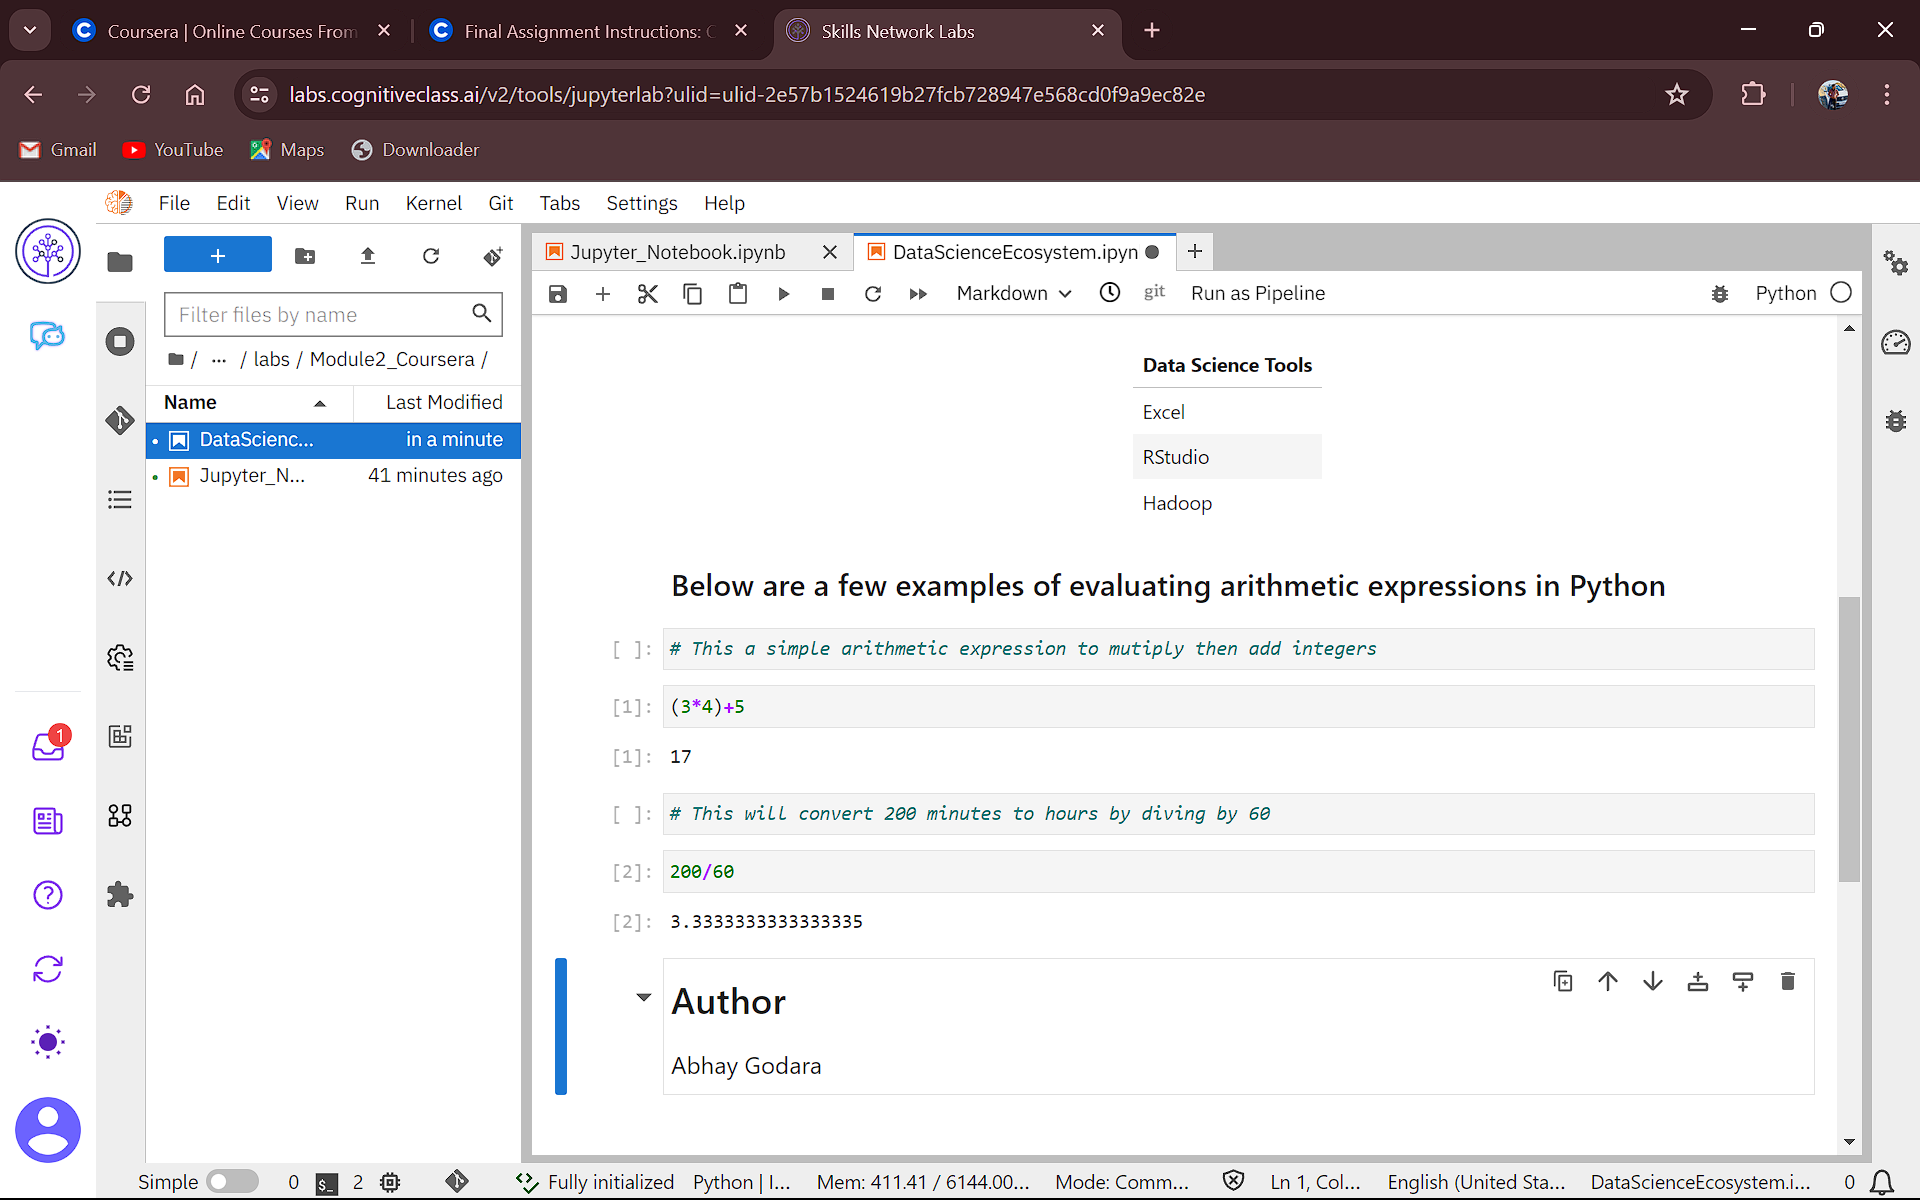 Coursera | Online Courses From
Final Assignment Instructions: C
Skills Network Labs
labs.cognitiveclass.ai/v2/tools/jupyterlab?ulid=ulid-2e57b1524619b27fcb728947e568cd0f9a9ec82e
Gmail YouTube Maps Downloader
File Edit View Run Kernel Git Tabs Settings Help
Jupyter_Notebook.ipynb DataScienceEcosystem.ipyn
Filter files by name
Markdown git Run as Pipeline Python
/ ... / labs / Module2_Coursera /
Name Last Modified
DataScienc... in a minute
Jupyter_N... 41 minutes ago
Data Science Tools
Excel
RStudio
Hadoop
Below are a few examples of evaluating arithmetic expressions in Python
[ ]: # This a simple arithmetic expression to mutiply then add integers
[1]: (3*4)+5
[1]: 17
[ ]: # This will convert 200 minutes to hours by diving by 60
[2]: 200/60
[2]: 3.3333333333333335
Author
Abhay Godara
1
Simple 0 $_ 2 Fully initialized Python | I... Mem: 411.41 / 6144.00... Mode: Comm... Ln 1, Col... English (United Sta... DataScienceEcosystem.i... 0